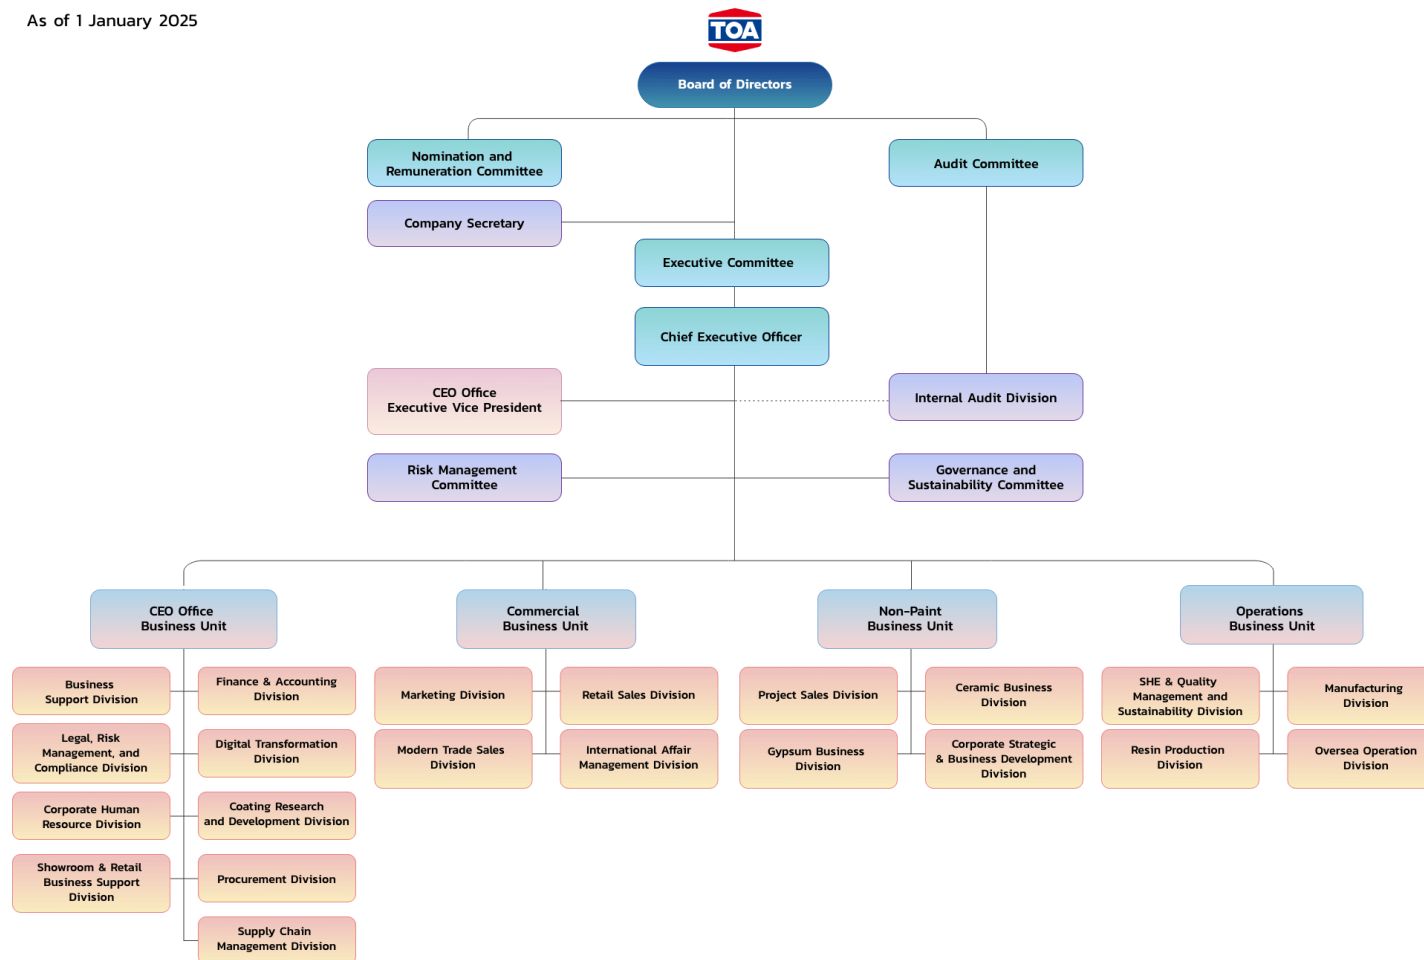 As of 1 January 2025
TOA
Board of Directors
Nomination and
Remuneration Committee
Audit Committee
Company Secretary
Executive Committee
Chief Executive Officer
CEO Office
Executive Vice President
Internal Audit Division
Risk Management
Committee
Governance and
Sustainability Committee
CEO Office
Business Unit
Commercial
Business Unit
Non-Paint
Business Unit
Operations
Business Unit
Business
Support Division
Finance & Accounting
Division
Legal, Risk
Management, and
Compliance Division
Digital Transformation
Division
Corporate Human
Resource Division
Coating Research
and Development Division
Showroom & Retail
Business Support
Division
Procurement Division
Supply Chain
Management Division
Marketing Division
Retail Sales Division
Modern Trade Sales
Division
International Affair
Management Division
Project Sales Division
Ceramic Business
Division
Gypsum Business
Division
Corporate Strategic
& Business Development
Division
SHE & Quality
Management and
Sustainability Division
Manufacturing
Division
Resin Production
Division
Oversea Operation
Division